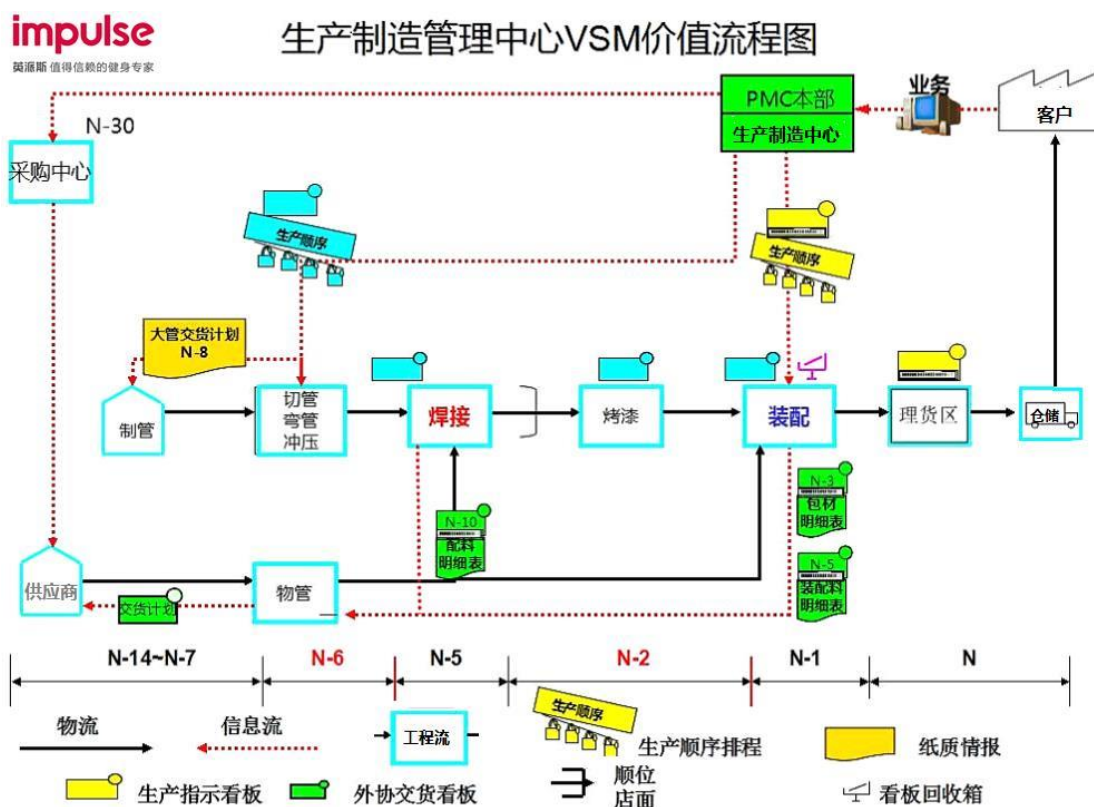 impulse
英派斯 值得信赖的健身专家
生产制造管理中心VSM价值流程图
PMC本部
生产制造中心
业务
客户
N-30
采购中心
生产顺序
生产顺序
大管交货计划
N-8
制管
切管
弯管
冲压
焊接
烤漆
装配
理货区
仓储
N-10
配料
明细表
N-3
包材
明细表
N-5
装配料
明细表
供应商
交货计划
物管
N-14~N-7
N-6
N-5
N-2
N-1
N
物流
信息流
工程流
生产顺序
生产顺序排程
纸质情报
生产指示看板
外协交货看板
顺位
店面
看板回收箱